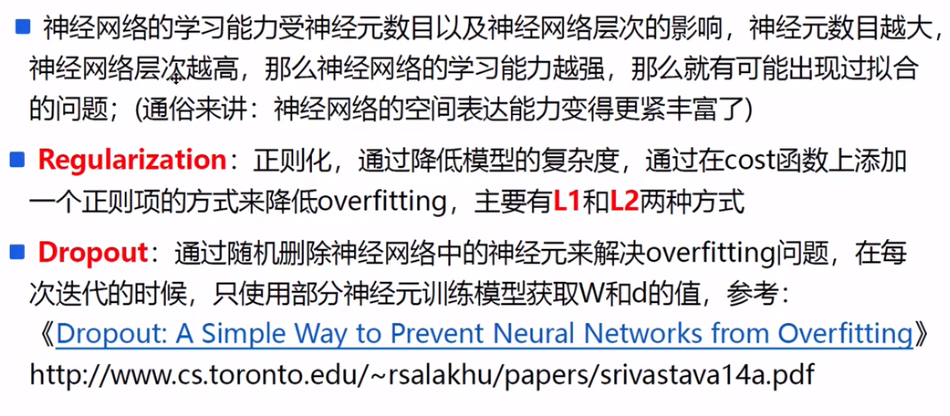 神经网络的学习能力受神经元数目以及神经网络层次的影响，神经元数目越大，
神经网络层次越高，那么神经网络的学习能力越强，那么就有可能出现过拟合
的问题；(通俗来讲：神经网络的空间表达能力变得更紧丰富了)
Regularization：正则化，通过降低模型的复杂度，通过在cost函数上添加
一个正则项的方式来降低overfitting，主要有L1和L2两种方式
Dropout：通过随机删除神经网络中的神经元来解决overfitting问题，在每
次迭代的时候，只使用部分神经元训练模型获取W和d的值，参考：
《Dropout: A Simple Way to Prevent Neural Networks from Overfitting》
http://www.cs.toronto.edu/~rsalakhu/papers/srivastava14a.pdf